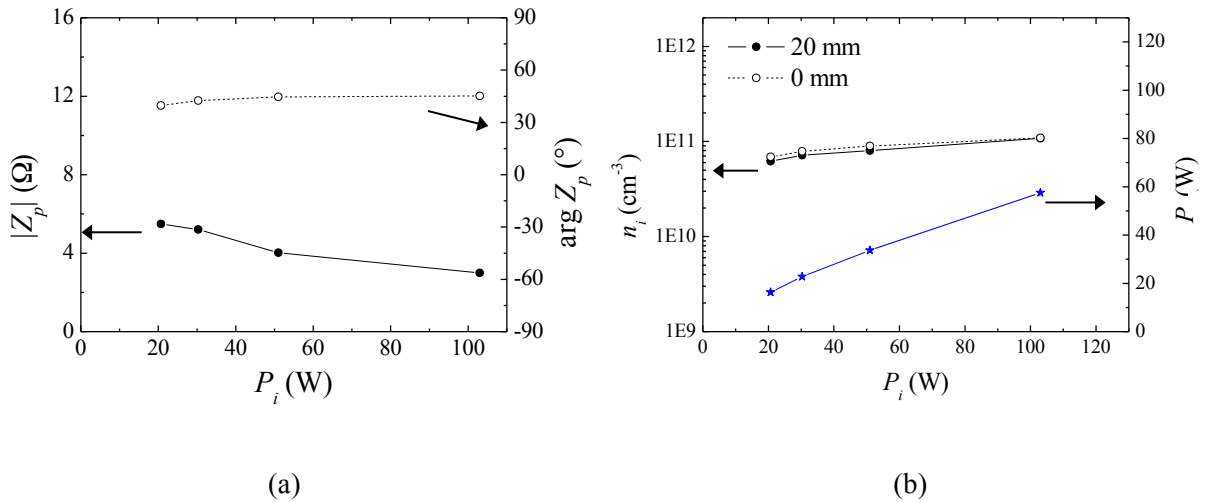 16
12
8
4
0
|Z_p| (Ω)
90
45
0
-30
-60
-90
arg Z_p (°)
0 20 40 60 80 100
P_i (W)
(a)
1E12
1E11
1E10
1E9
n_i (cm⁻³)
20 mm
0 mm
120
100
80
60
40
20
0
P (W)
0 20 40 60 80 100 120
P_i (W)
(b)